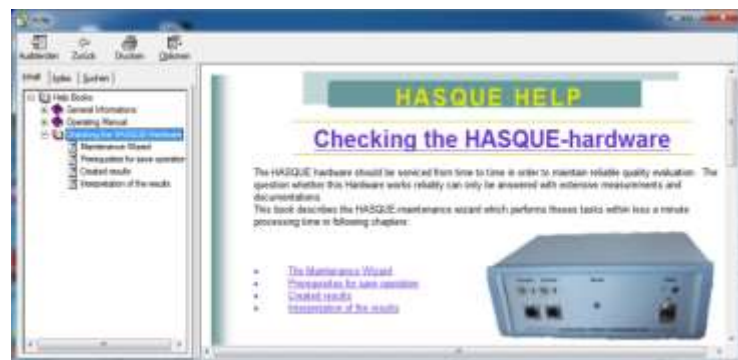 Hilfe
Ausblenden Zurück Drucken Optionen
Inhalt Index Suchen
Help Books
General Informations
Operating Manual
Checking the HASQUE-Hardware
Maintenance Wizard
Prerequisites for save operation
Created results
Interpretation of the results
HASQUE HELP
Checking the HASQUE-hardware
The HASQUE hardware should be serviced from time to time in order to maintain reliable quality evaluation. The
question whether this Hardware works reliably can only be answered with extensive measurements and
documentations.
This book describes the HASQUE-maintenance wizard which performs theses tasks within less a minute
processing time in following chapters:
The Maintenance Wizard
Prerequisites for save operation
Created results
Interpretation of the results